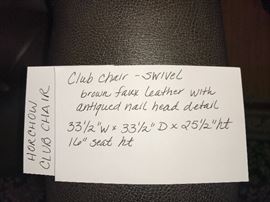 HORCHOW
CLUB CHAIR
Club chair - swivel
brown faux leather with
antiqued nail head detail
33 1/2" W x 33 1/2" D x 25 1/2" ht
16" seat ht